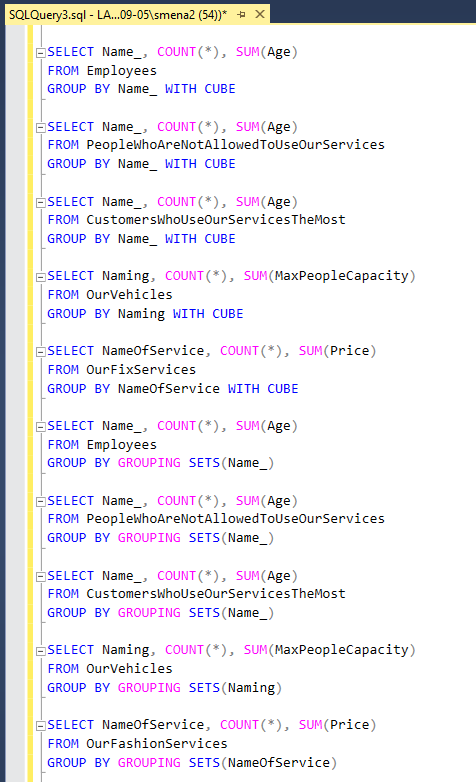 SQLQuery3.sql - LA...09-05\smena2 (54))*
SELECT Name_, COUNT(*), SUM(Age)
FROM Employees
GROUP BY Name_ WITH CUBE
SELECT Name_, COUNT(*), SUM(Age)
FROM PeopleWhoAreNotAllowedToUseOurServices
GROUP BY Name_ WITH CUBE
SELECT Name_, COUNT(*), SUM(Age)
FROM CustomersWhoUseOurServicesTheMost
GROUP BY Name_ WITH CUBE
SELECT Naming, COUNT(*), SUM(MaxPeopleCapacity)
FROM OurVehicles
GROUP BY Naming WITH CUBE
SELECT NameOfService, COUNT(*), SUM(Price)
FROM OurFixServices
GROUP BY NameOfService WITH CUBE
SELECT Name_, COUNT(*), SUM(Age)
FROM Employees
GROUP BY GROUPING SETS(Name_)
SELECT Name_, COUNT(*), SUM(Age)
FROM PeopleWhoAreNotAllowedToUseOurServices
GROUP BY GROUPING SETS(Name_)
SELECT Name_, COUNT(*), SUM(Age)
FROM CustomersWhoUseOurServicesTheMost
GROUP BY GROUPING SETS(Name_)
SELECT Naming, COUNT(*), SUM(MaxPeopleCapacity)
FROM OurVehicles
GROUP BY GROUPING SETS(Naming)
SELECT NameOfService, COUNT(*), SUM(Price)
FROM OurFashionServices
GROUP BY GROUPING SETS(NameOfService)